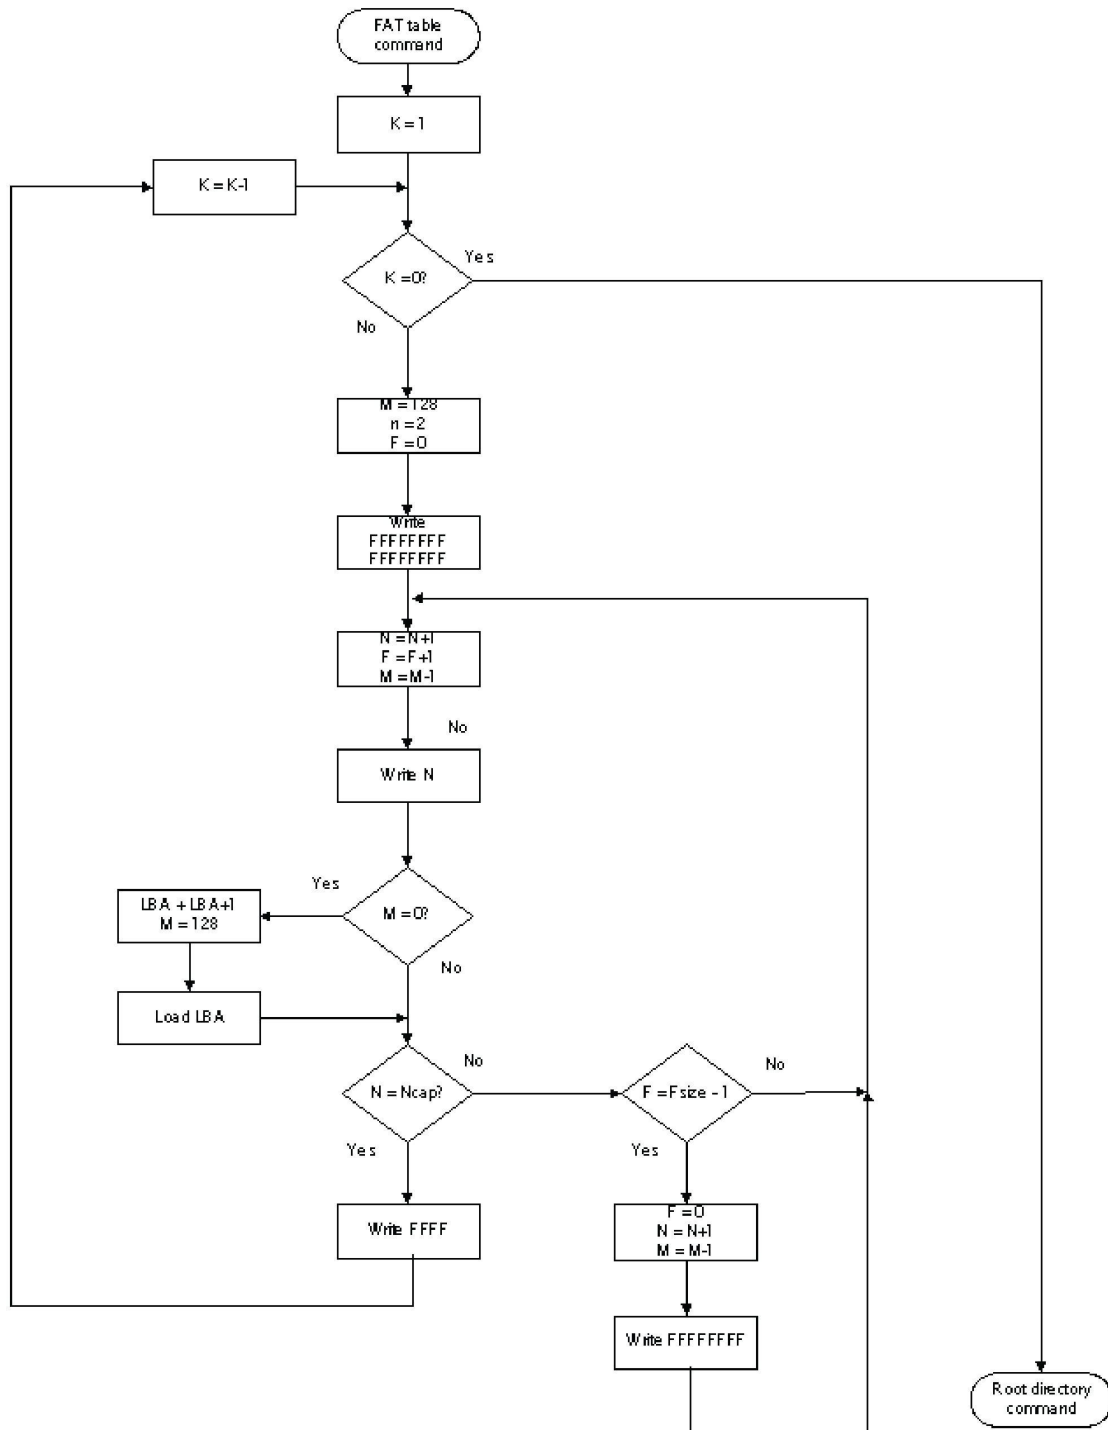 FAT table
command
K = 1
K = K-1
Yes
K = 0?
No
M = 128
n = 2
F = 0
Write
FFFFFFFF
FFFFFFFF
N = N+1
F = F+1
M = M-1
No
Write N
Yes
LBA + LBA+1
M = 128
M = 0?
No
Load LBA
No
No
N = Ncap?
F = Fsize - 1
Yes
Yes
F = 0
N = N+1
M = M-1
Write FFFF
Write FFFFFFFF
Root directory
command